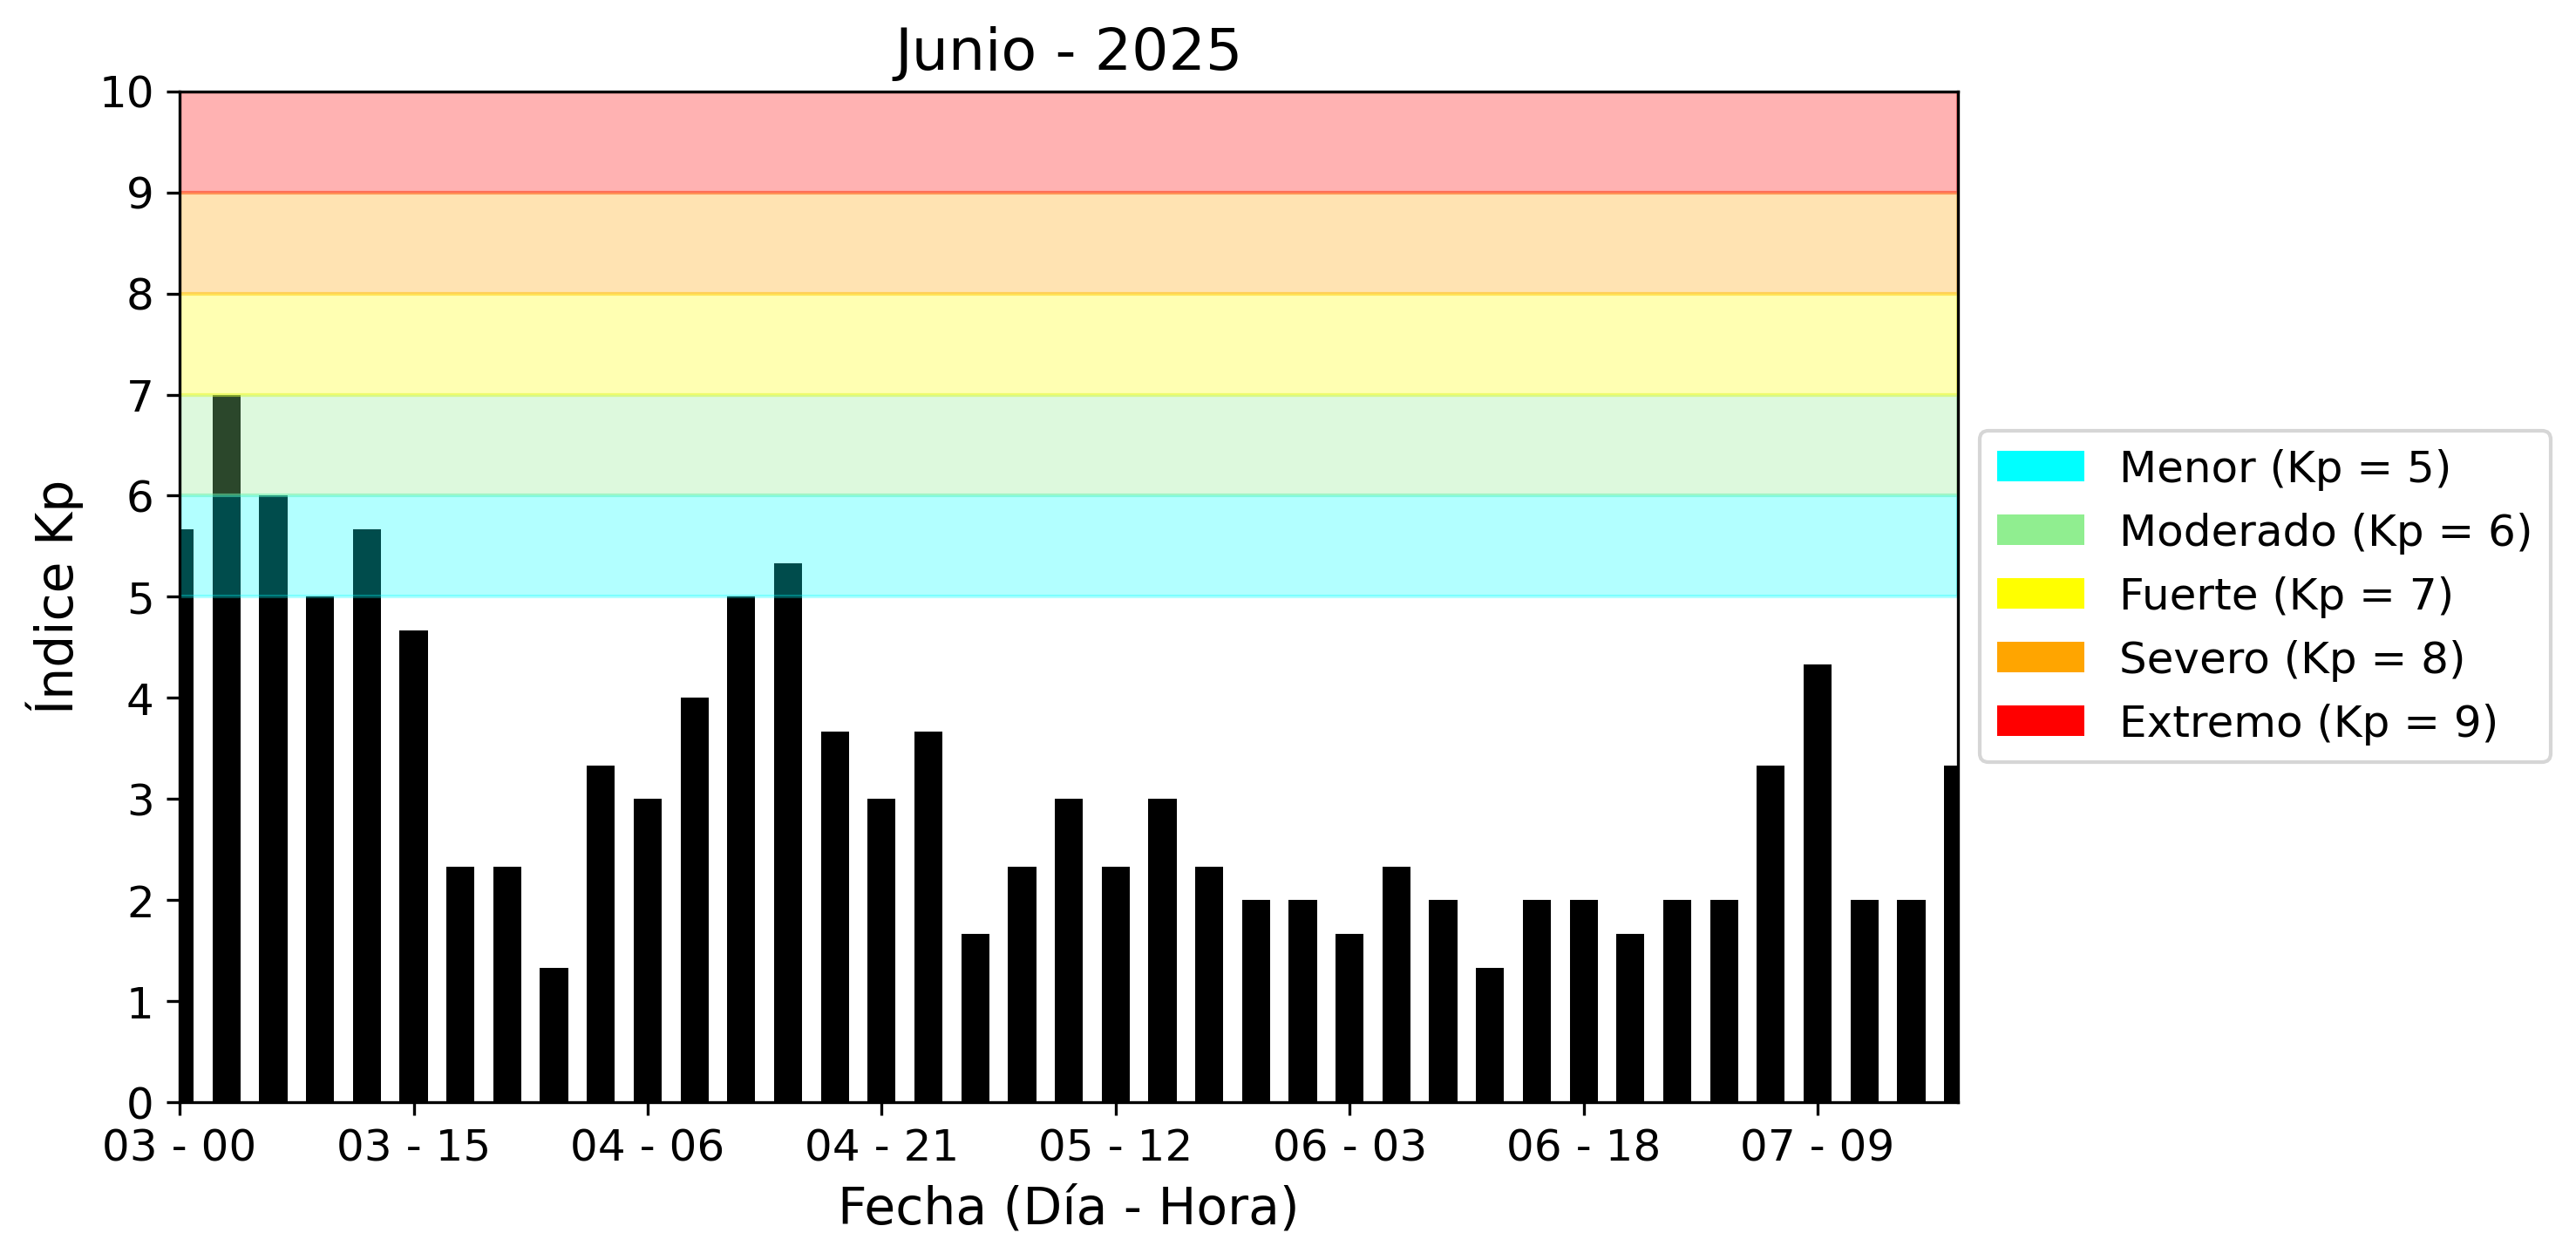 Junio - 2025
10
9
8
7
6
5
4
3
2
1
0
Índice Kp
03 - 00 03 - 15 04 - 06 04 - 21 05 - 12 06 - 03 06 - 18 07 - 09
Fecha (Día - Hora)
Menor (Kp = 5)
Moderado (Kp = 6)
Fuerte (Kp = 7)
Severo (Kp = 8)
Extremo (Kp = 9)